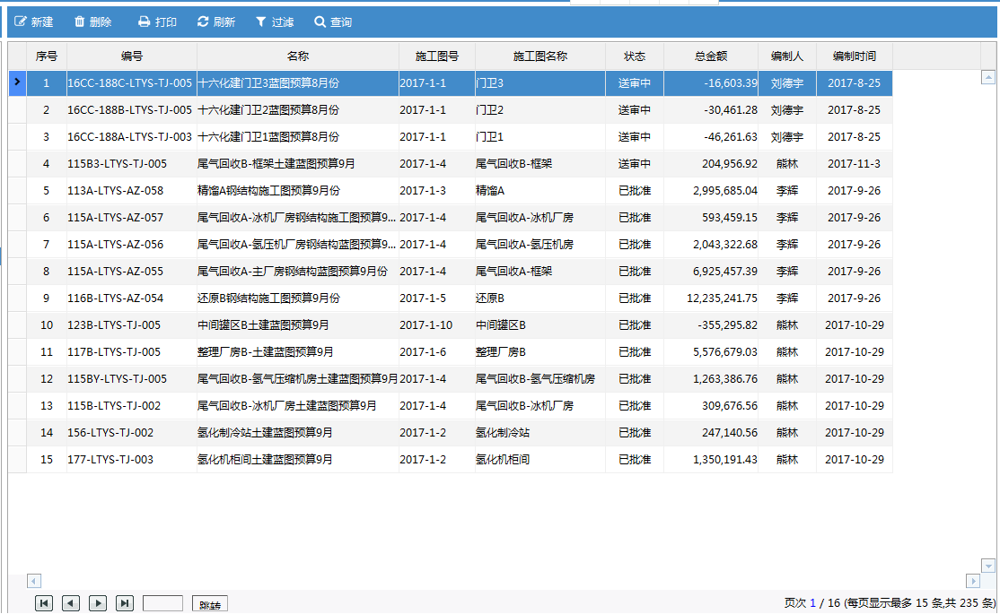 新建 删除 打印 刷新 过滤 查询
序号 编号 名称 施工图号 施工图名称 状态 总金额 编制人 编制时间
1 16CC-188C-LTYS-TJ-005 十六化建门卫3蓝图预算8月份 2017-1-1 门卫3 送审中 -16,603.39 刘德宇 2017-8-25
2 16CC-188B-LTYS-TJ-005 十六化建门卫2蓝图预算8月份 2017-1-1 门卫2 送审中 -30,461.28 刘德宇 2017-8-25
3 16CC-188A-LTYS-TJ-003 十六化建门卫1蓝图预算8月份 2017-1-1 门卫1 送审中 -46,261.63 刘德宇 2017-8-25
4 115B3-LTYS-TJ-005 尾气回收B-框架土建蓝图预算9月 2017-1-4 尾气回收B-框架 送审中 204,956.92 熊林 2017-11-3
5 113A-LTYS-AZ-058 精馏A钢结构施工图预算9月份 2017-1-3 精馏A 已批准 2,995,685.04 李辉 2017-9-26
6 115A-LTYS-AZ-057 尾气回收A-冰机厂房钢结构施工图预算9... 2017-1-4 尾气回收A-冰机厂房 已批准 593,459.15 李辉 2017-9-26
7 115A-LTYS-AZ-056 尾气回收A-氢压机厂房钢结构蓝图预算9... 2017-1-4 尾气回收A-氢压机房 已批准 2,043,322.68 李辉 2017-9-26
8 115A-LTYS-AZ-055 尾气回收A-主厂房钢结构蓝图预算9月份 2017-1-4 尾气回收A-框架 已批准 6,925,457.39 李辉 2017-9-26
9 116B-LTYS-AZ-054 还原B钢结构施工图预算9月份 2017-1-5 还原B 已批准 12,235,241.75 李辉 2017-9-26
10 123B-LTYS-TJ-005 中间罐区B土建蓝图预算9月 2017-1-10 中间罐区B 已批准 -355,295.82 熊林 2017-10-29
11 117B-LTYS-TJ-005 整理厂房B-土建蓝图预算9月 2017-1-6 整理厂房B 已批准 5,576,679.03 熊林 2017-10-29
12 115BY-LTYS-TJ-005 尾气回收B-氢气压缩机房土建蓝图预算9月 2017-1-4 尾气回收B-氢气压缩机房 已批准 1,263,386.76 熊林 2017-10-29
13 115B-LTYS-TJ-002 尾气回收B-冰机厂房土建蓝图预算9月 2017-1-4 尾气回收B-冰机厂房 已批准 309,676.56 熊林 2017-10-29
14 156-LTYS-TJ-002 氢化制冷站土建蓝图预算9月 2017-1-2 氢化制冷站 已批准 247,140.56 熊林 2017-10-29
15 177-LTYS-TJ-003 氢化机柜间土建蓝图预算9月 2017-1-2 氢化机柜间 已批准 1,350,191.43 熊林 2017-10-29
跳转 页次 1 / 16 (每页显示最多 15 条,共 235 条)